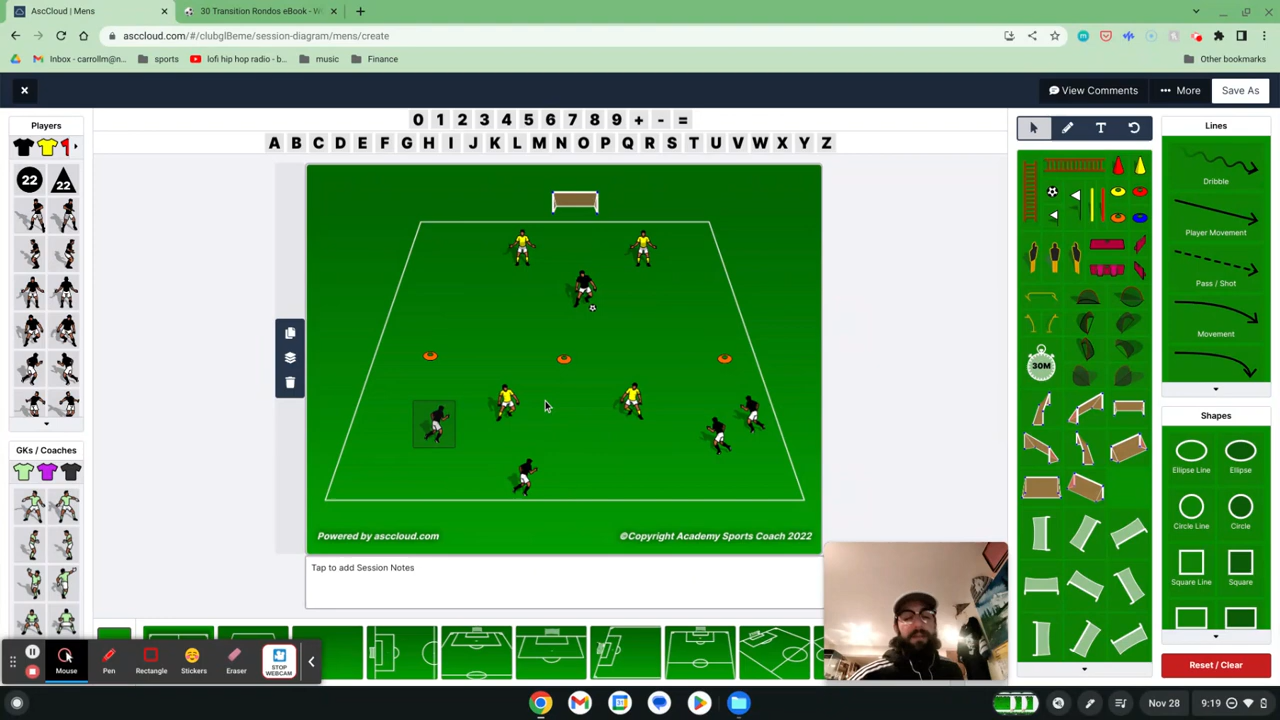 AscCloud | Mens
30 Transition Rondos eBook - W
asccloud.com/#/clubglBeme/session-diagram/mens/create
Inbox - carrollm@n...
sports
lofi hip hop radio - b...
music
Finance
Other bookmarks
View Comments
More
Save As
Players
0 1 2 3 4 5 6 7 8 9 + - =
A B C D E F G H I J K L M N O P Q R S T U V W X Y Z
Lines
22
22
Dribble
Player Movement
Pass / Shot
Movement
30M
Shapes
GKs / Coaches
Ellipse Line
Ellipse
Circle Line
Circle
Square Line
Square
Powered by asccloud.com
©Copyright Academy Sports Coach 2022
Tap to add Session Notes
Mouse
Pen
Rectangle
Stickers
Eraser
STOP
WEBCAM
Reset / Clear
Nov 28
9:19